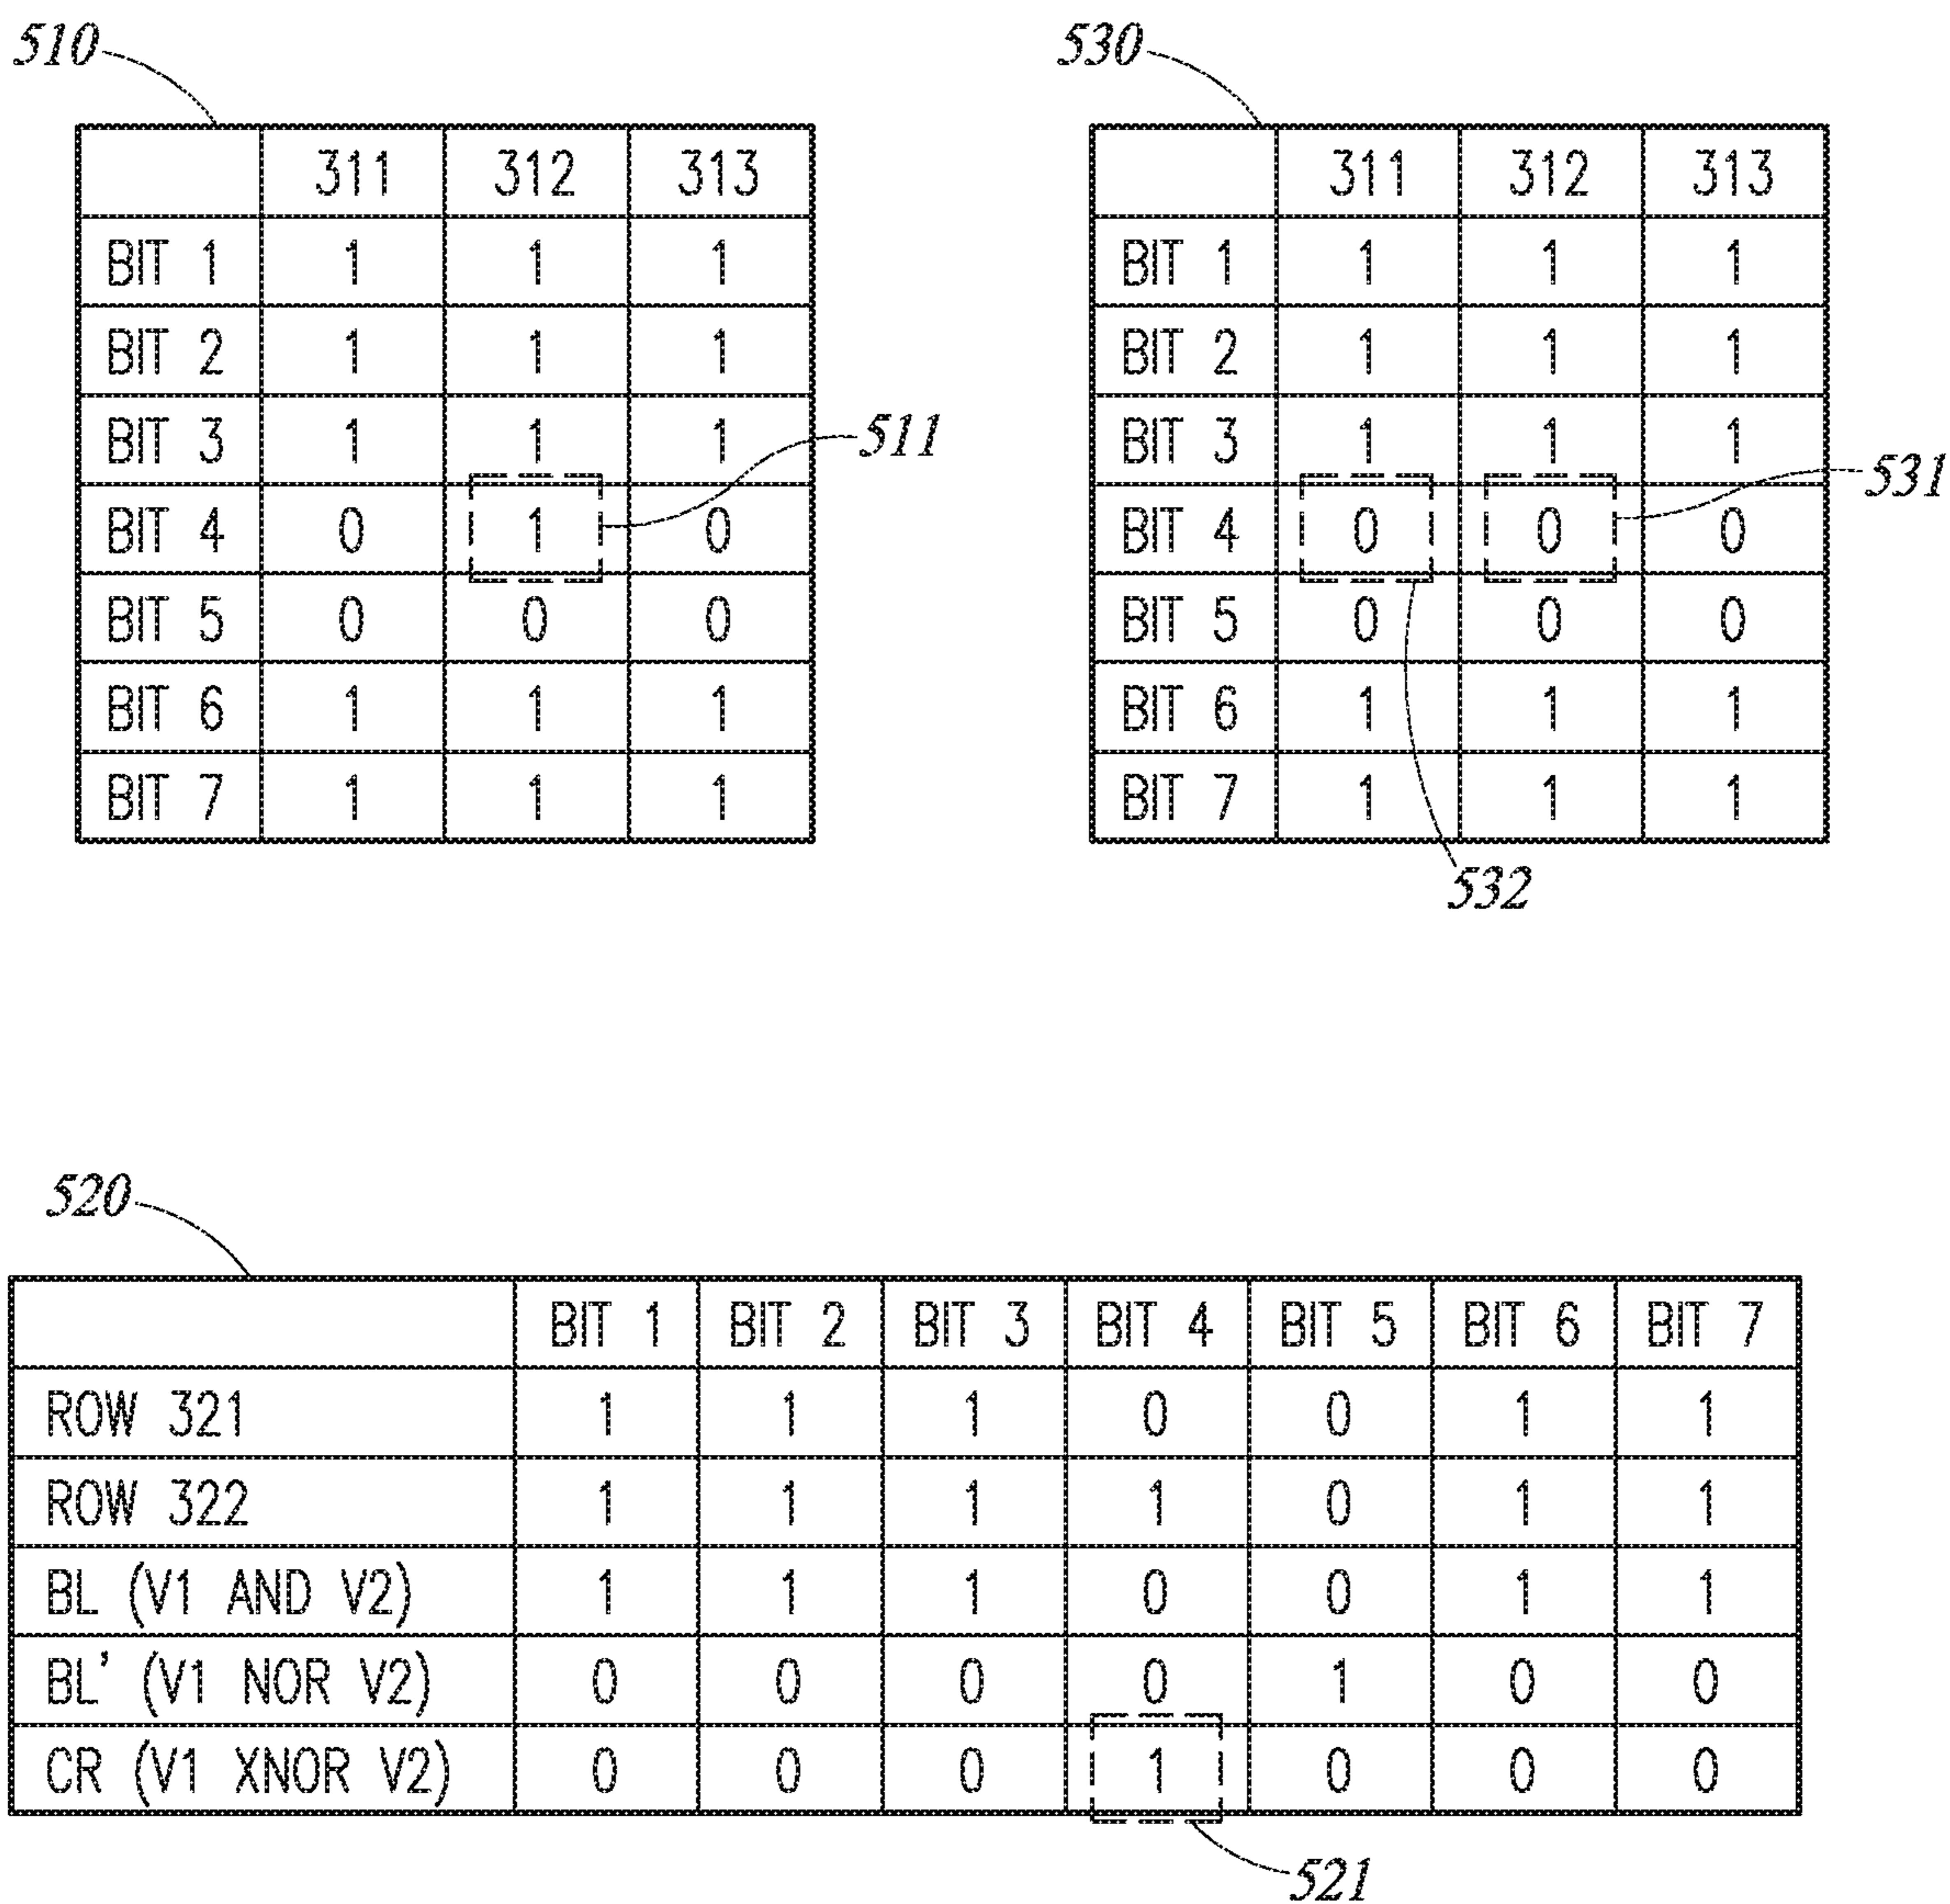 510
311 312 313
BIT 1 1 1 1
BIT 2 1 1 1
BIT 3 1 1 1
511
BIT 4 0 1 0
BIT 5 0 0 0
BIT 6 1 1 1
BIT 7 1 1 1
530
311 312 313
BIT 1 1 1 1
BIT 2 1 1 1
BIT 3 1 1 1
531
BIT 4 0 0 0
BIT 5 0 0 0
BIT 6 1 1 1
BIT 7 1 1 1
532
520
BIT 1 BIT 2 BIT 3 BIT 4 BIT 5 BIT 6 BIT 7
ROW 321 1 1 1 0 0 1 1
ROW 322 1 1 1 1 0 1 1
BL (V1 AND V2) 1 1 1 0 0 1 1
BL' (V1 NOR V2) 0 0 0 0 1 0 0
CR (V1 XNOR V2) 0 0 0 1 0 0 0
521